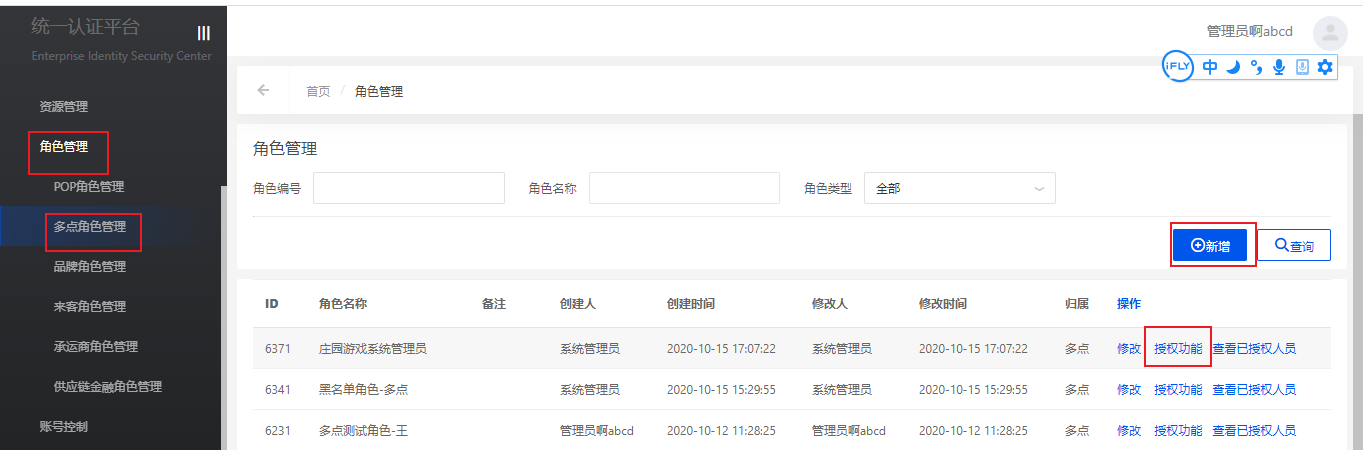 统一认证平台
Enterprise Identity Security Center
管理员啊abcd
iFLY 中
资源管理
角色管理
POP角色管理
多点角色管理
品牌角色管理
来客角色管理
承运商角色管理
供应链金融角色管理
账号控制
首页 / 角色管理
角色管理
角色编号 角色名称 角色类型 全部
新增 查询
ID 角色名称 备注 创建人 创建时间 修改人 修改时间 归属 操作
6371 庄园游戏系统管理员 系统管理员 2020-10-15 17:07:22 系统管理员 2020-10-15 17:07:22 多点 修改 授权功能 查看已授权人员
6341 黑名单角色-多点 系统管理员 2020-10-15 15:29:55 系统管理员 2020-10-15 15:29:55 多点 修改 授权功能 查看已授权人员
6231 多点测试角色-王 管理员啊abcd 2020-10-12 11:28:25 管理员啊abcd 2020-10-12 11:28:25 多点 修改 授权功能 查看已授权人员